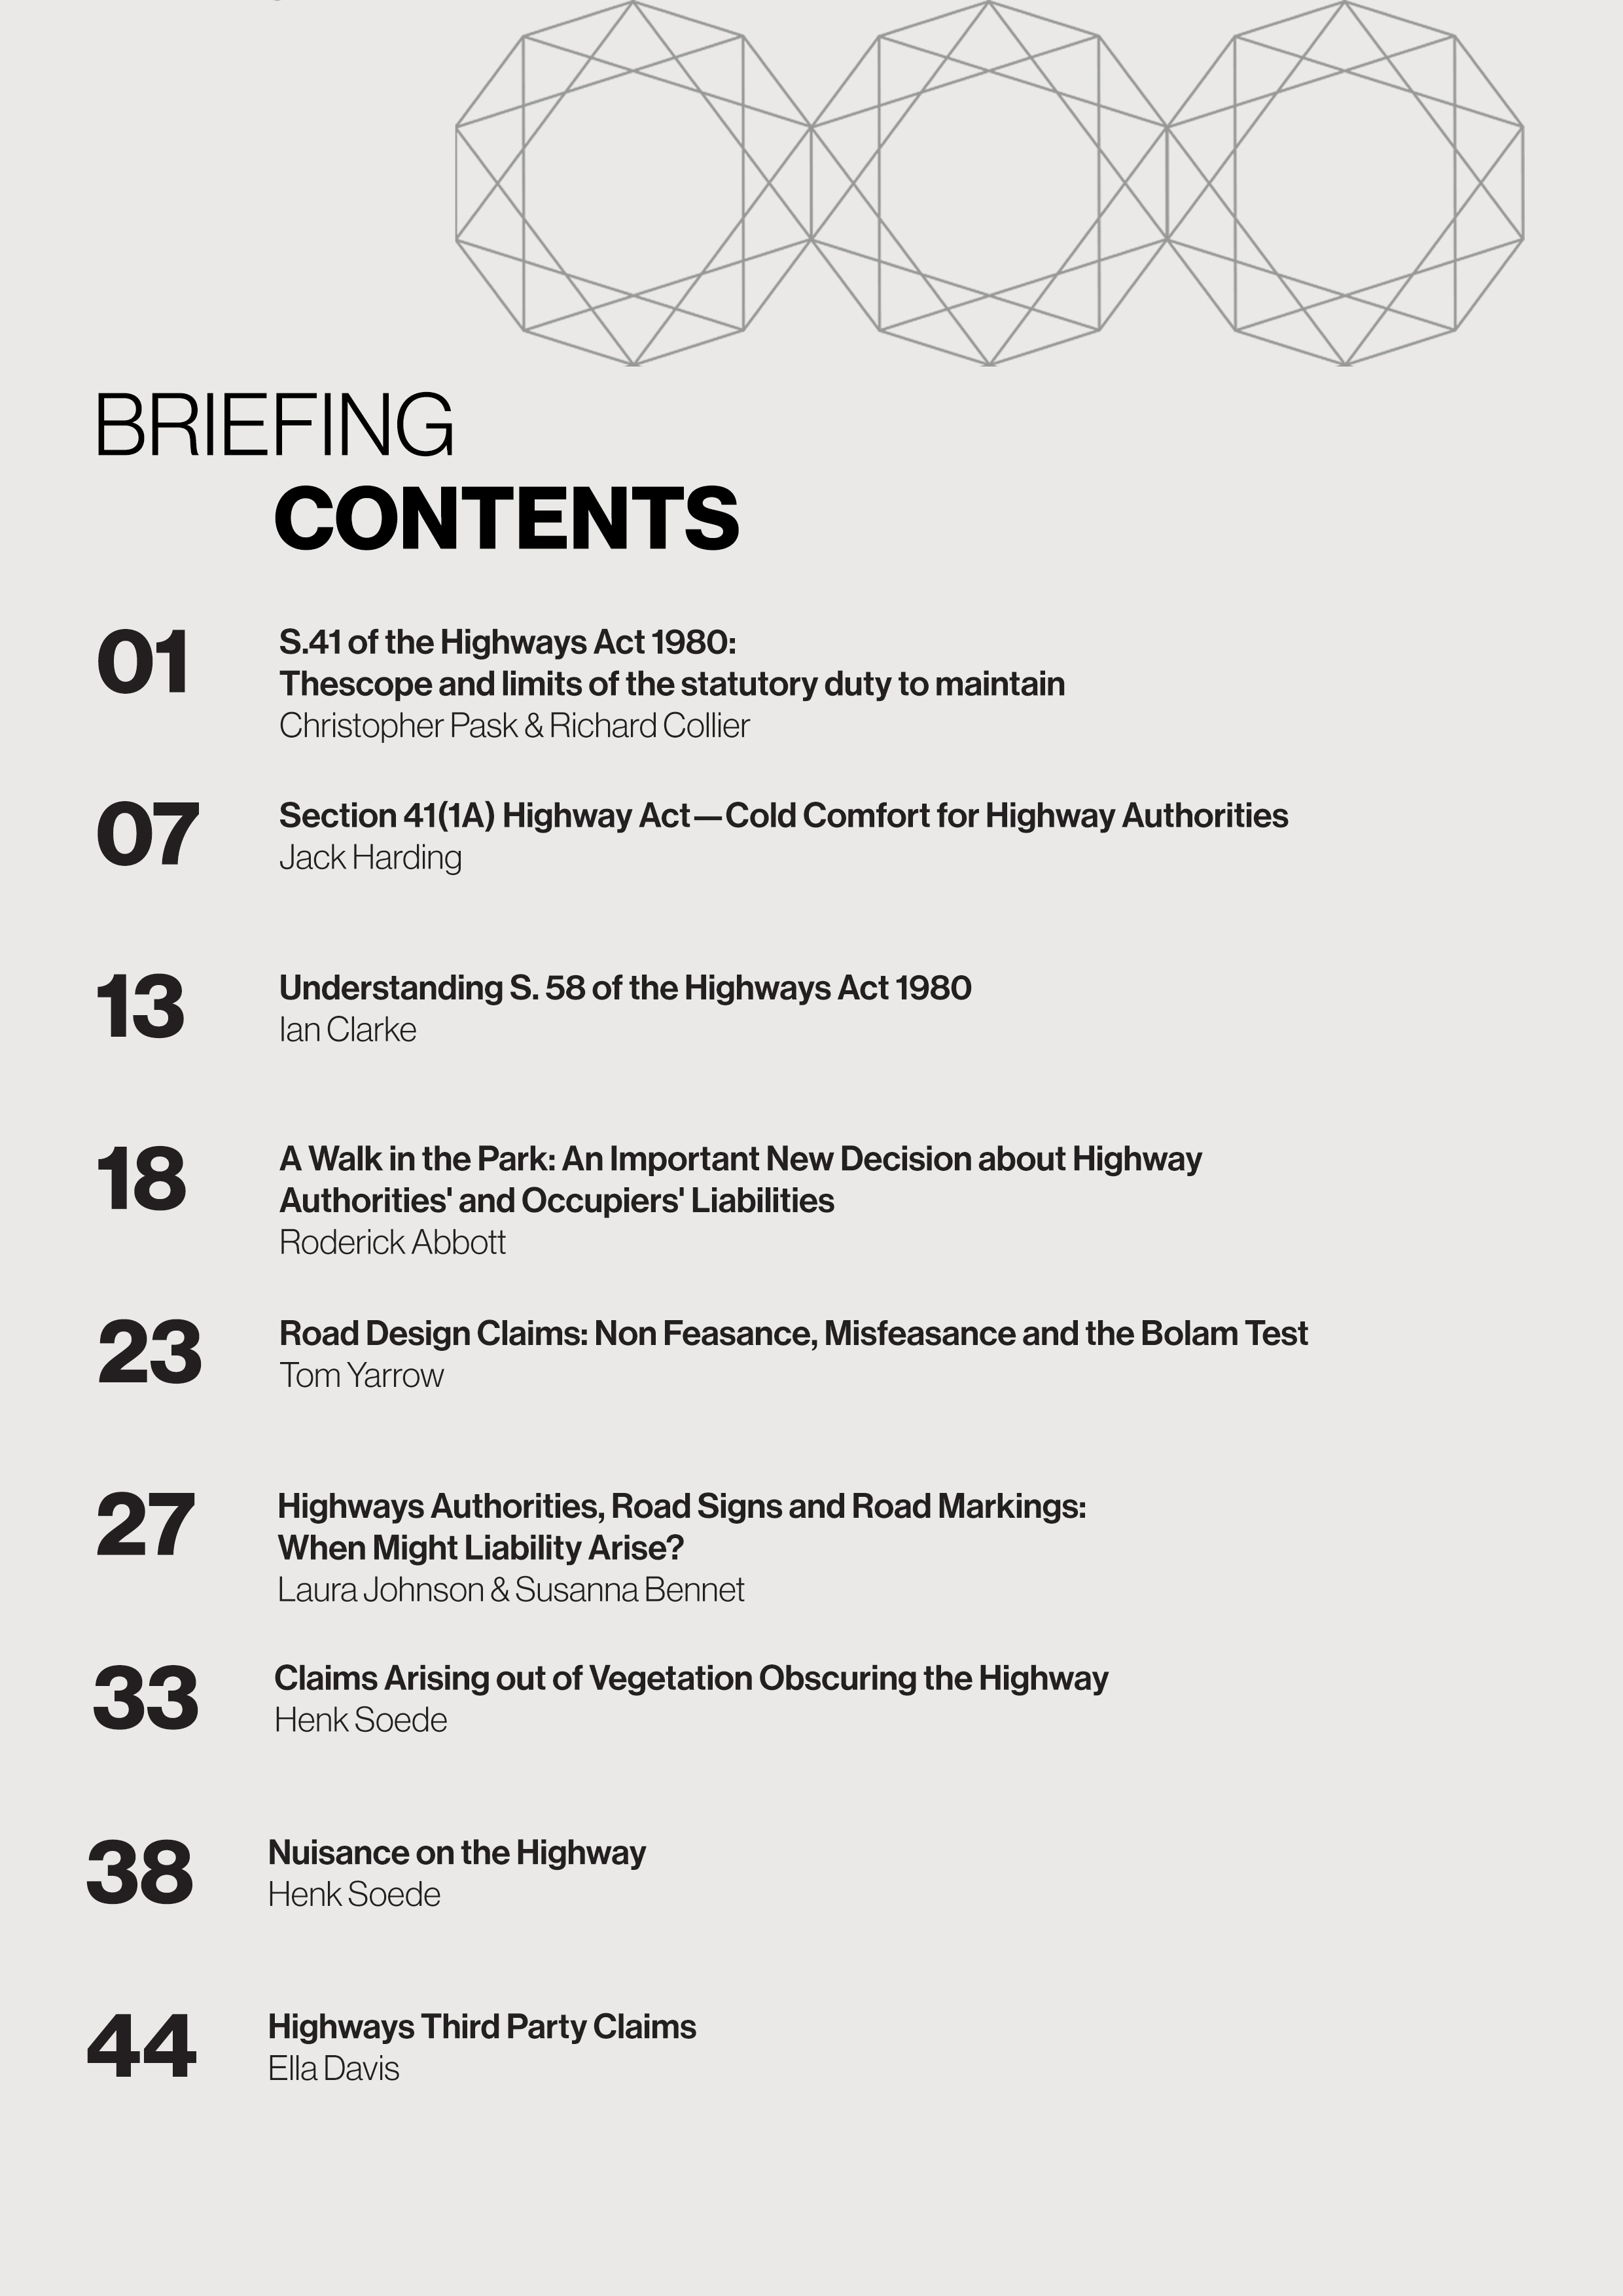 BRIEFING
CONTENTS
01
S.41 of the Highways Act 1980:
Thescope and limits of the statutory duty to maintain
Christopher Pask & Richard Collier
07
Section 41(1A) Highway Act—Cold Comfort for Highway Authorities
Jack Harding
13
Understanding S. 58 of the Highways Act 1980
Ian Clarke
18
A Walk in the Park: An Important New Decision about Highway
Authorities' and Occupiers' Liabilities
Roderick Abbott
23
Road Design Claims: Non Feasance, Misfeasance and the Bolam Test
Tom Yarrow
27
Highways Authorities, Road Signs and Road Markings:
When Might Liability Arise?
Laura Johnson & Susanna Bennet
33
Claims Arising out of Vegetation Obscuring the Highway
Henk Soede
38
Nuisance on the Highway
Henk Soede
44
Highways Third Party Claims
Ella Davis